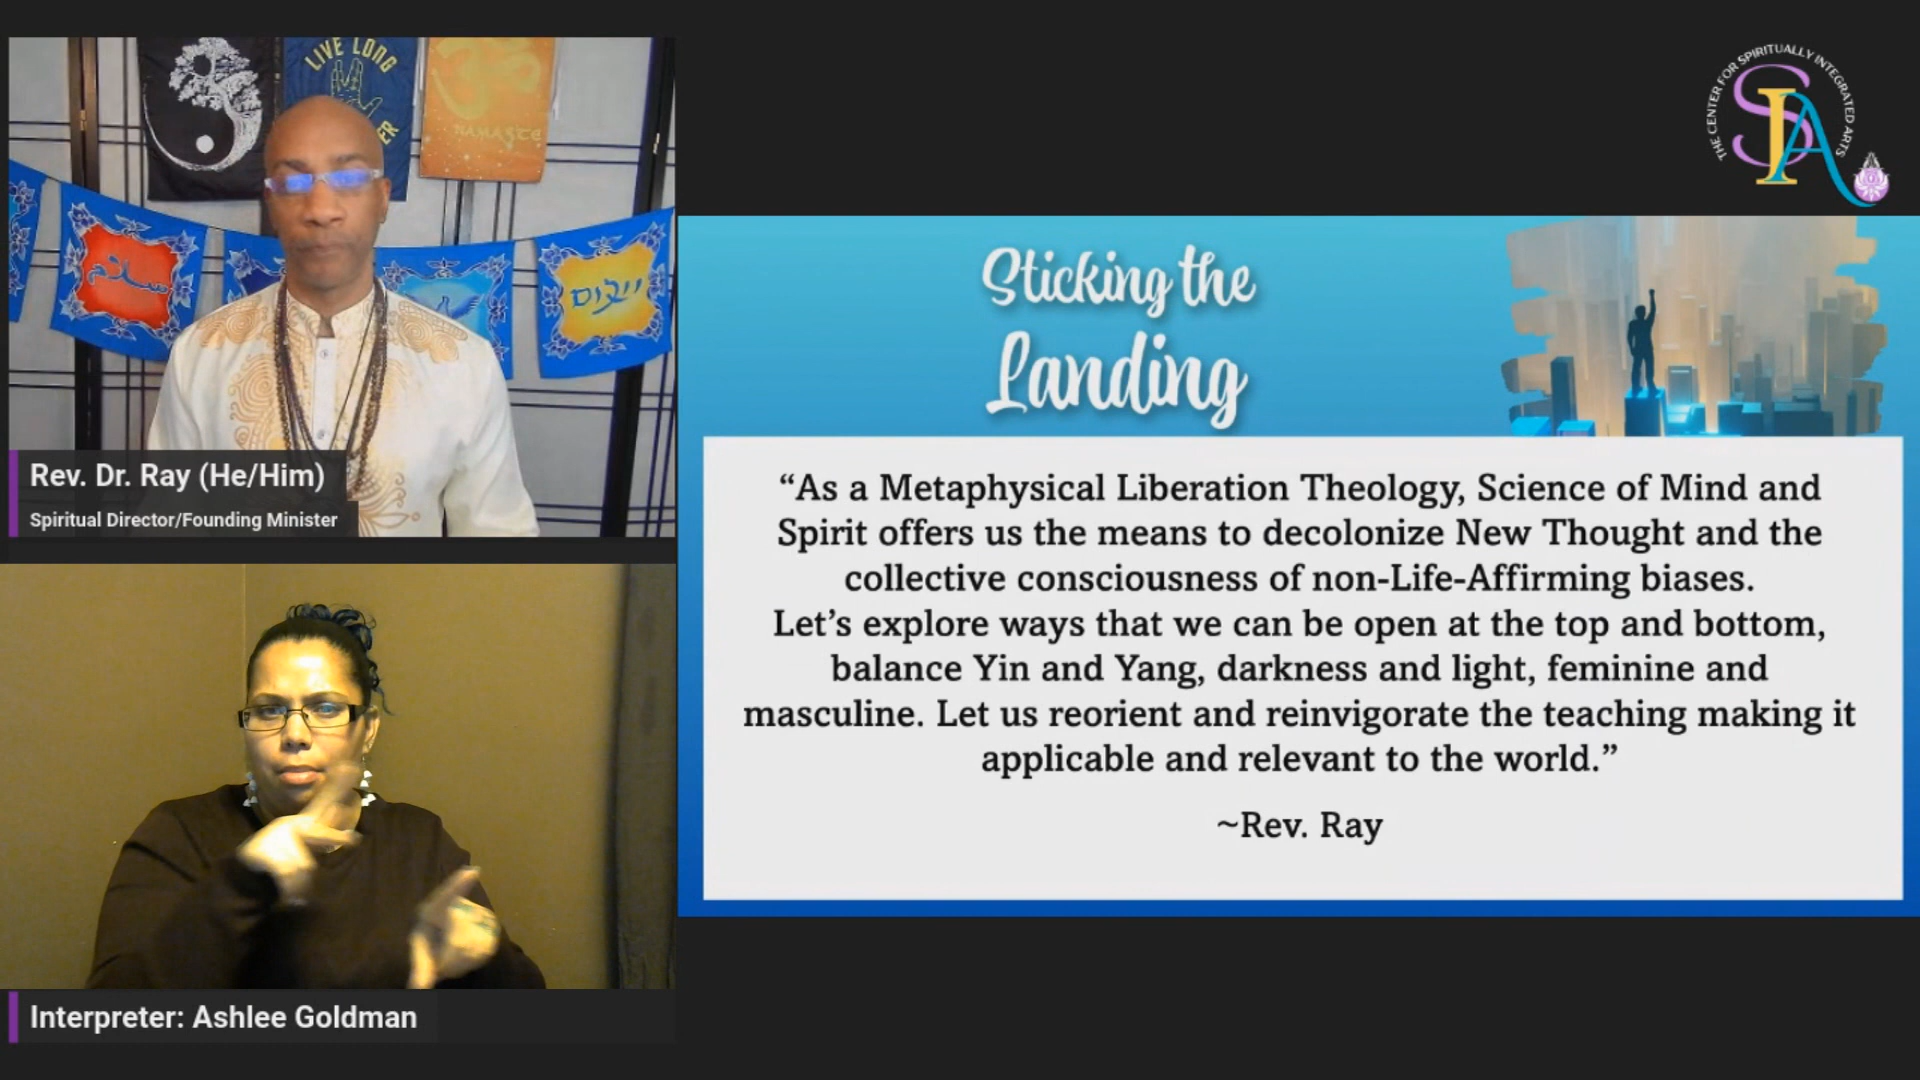 LIVE LONG
ER
NAMASTE
سلام
Rev. Dr. Ray (He/Him)
Spiritual Director/Founding Minister
Interpreter: Ashlee Goldman
THE CENTER FOR SPIRITUALLY INTEGRATED ARTS
SIA
Sticking the
Landing
“As a Metaphysical Liberation Theology, Science of Mind and
Spirit offers us the means to decolonize New Thought and the
collective consciousness of non-Life-Affirming biases.
Let’s explore ways that we can be open at the top and bottom,
balance Yin and Yang, darkness and light, feminine and
masculine. Let us reorient and reinvigorate the teaching making it
applicable and relevant to the world.”
~Rev. Ray